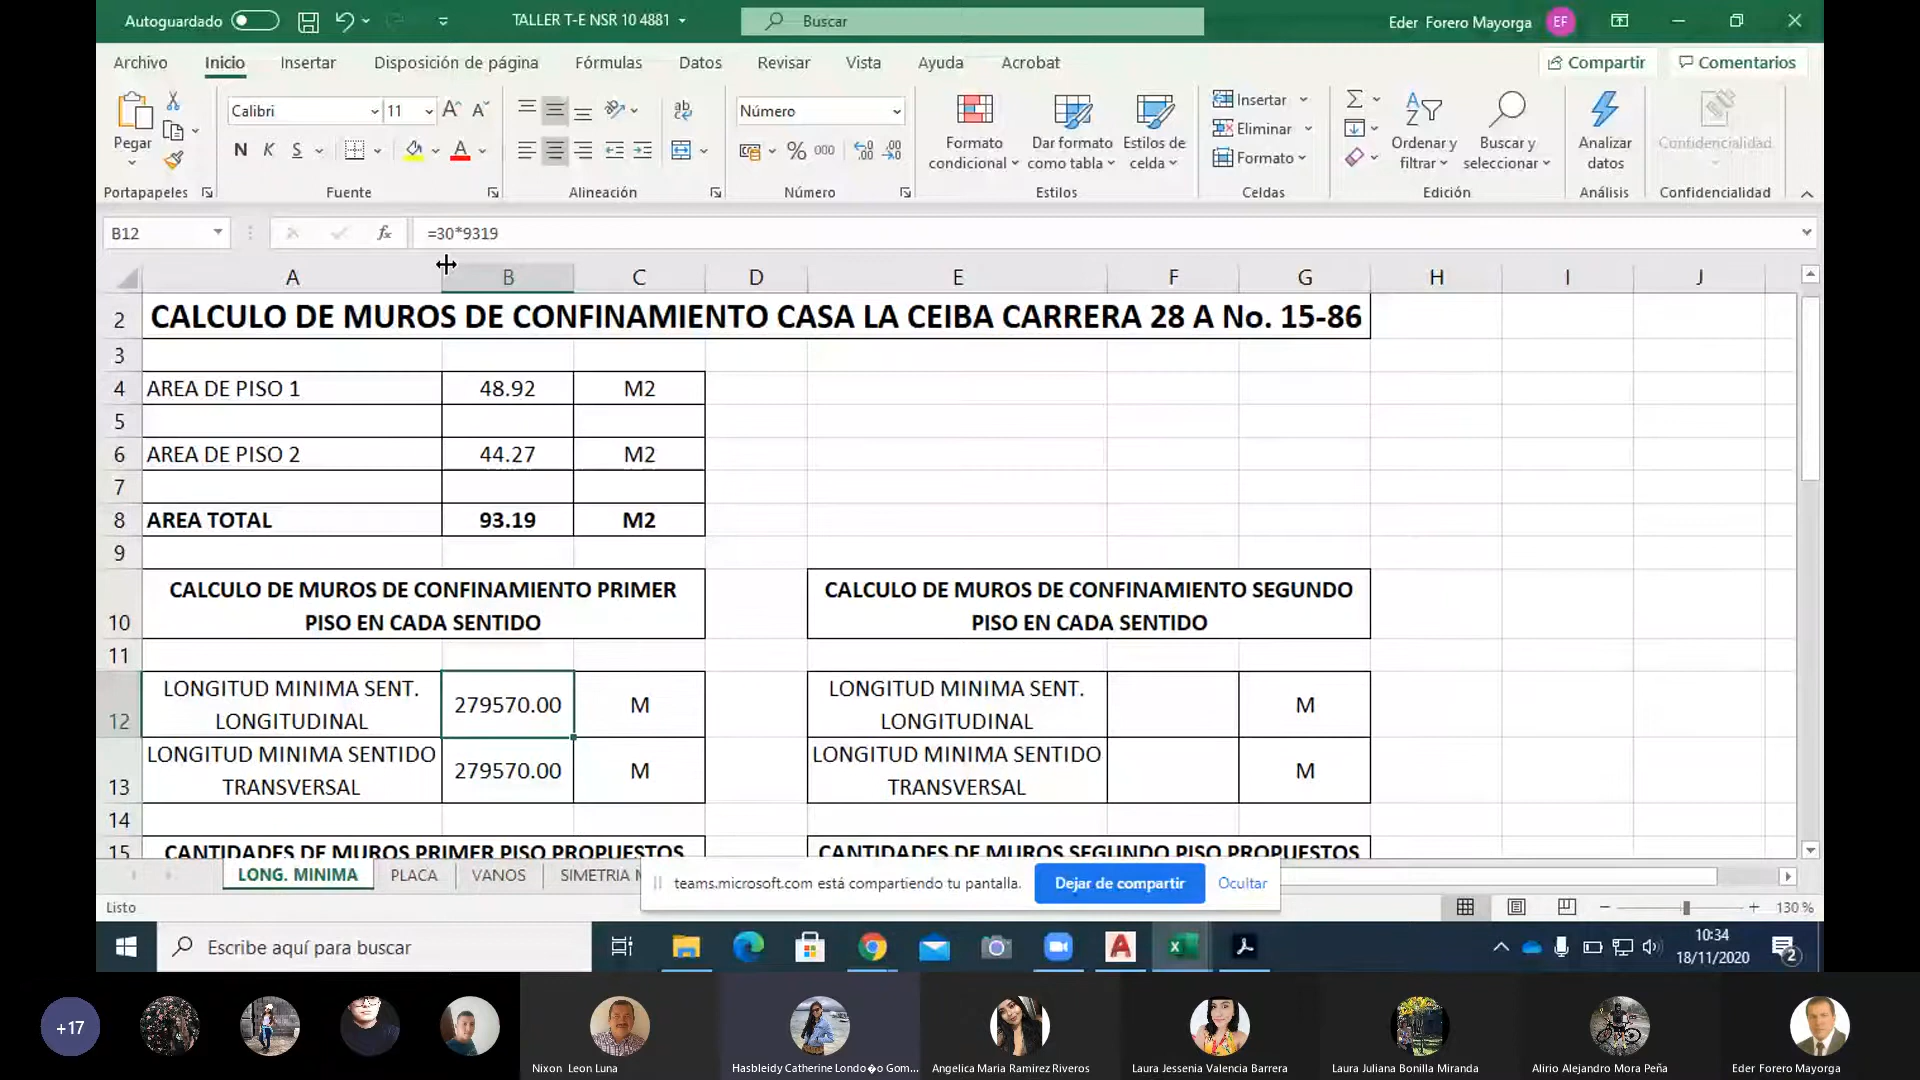 Autoguardado
TALLER T-E NSR 10 4881
Buscar
Eder Forero Mayorga
EF
Archivo Inicio Insertar Disposición de página Fórmulas Datos Revisar Vista Ayuda Acrobat
Compartir
Comentarios
Pegar
Portapapeles
Calibri
11
N K S
Fuente
ab
Alineación
Número
% 000
Número
Formato condicional
Dar formato como tabla
Estilos de celda
Estilos
Insertar
Eliminar
Formato
Celdas
Ordenar y filtrar
Buscar y seleccionar
Edición
Analizar datos
Análisis
Confidencialidad
Confidencialidad
B12
fx
=30*9319
A B C D E F G H I J
2 CALCULO DE MUROS DE CONFINAMIENTO CASA LA CEIBA CARRERA 28 A No. 15-86
3
4 AREA DE PISO 1 48.92 M2
5
6 AREA DE PISO 2 44.27 M2
7
8 AREA TOTAL 93.19 M2
9
CALCULO DE MUROS DE CONFINAMIENTO PRIMER
10 PISO EN CADA SENTIDO
CALCULO DE MUROS DE CONFINAMIENTO SEGUNDO
PISO EN CADA SENTIDO
11
LONGITUD MINIMA SENT.
12 LONGITUDINAL 279570.00 M
LONGITUD MINIMA SENT.
LONGITUDINAL M
LONGITUD MINIMA SENTIDO
13 TRANSVERSAL 279570.00 M
LONGITUD MINIMA SENTIDO
TRANSVERSAL M
14
15 CANTIDADES DE MUROS PRIMER PISO PROPUESTOS CANTIDADES DE MUROS SEGUNDO PISO PROPUESTOS
LONG. MINIMA PLACA VANOS SIMETRIA M
teams.microsoft.com está compartiendo tu pantalla.
Dejar de compartir
Ocultar
Listo
130 %
Escribe aquí para buscar
10:34
18/11/2020
2
+17
Nixon Leon Luna
Hasbleidy Catherine Londo�o Gom...
Angelica Maria Ramirez Riveros
Laura Jessenia Valencia Barrera
Laura Juliana Bonilla Miranda
Alirio Alejandro Mora Peña
Eder Forero Mayorga